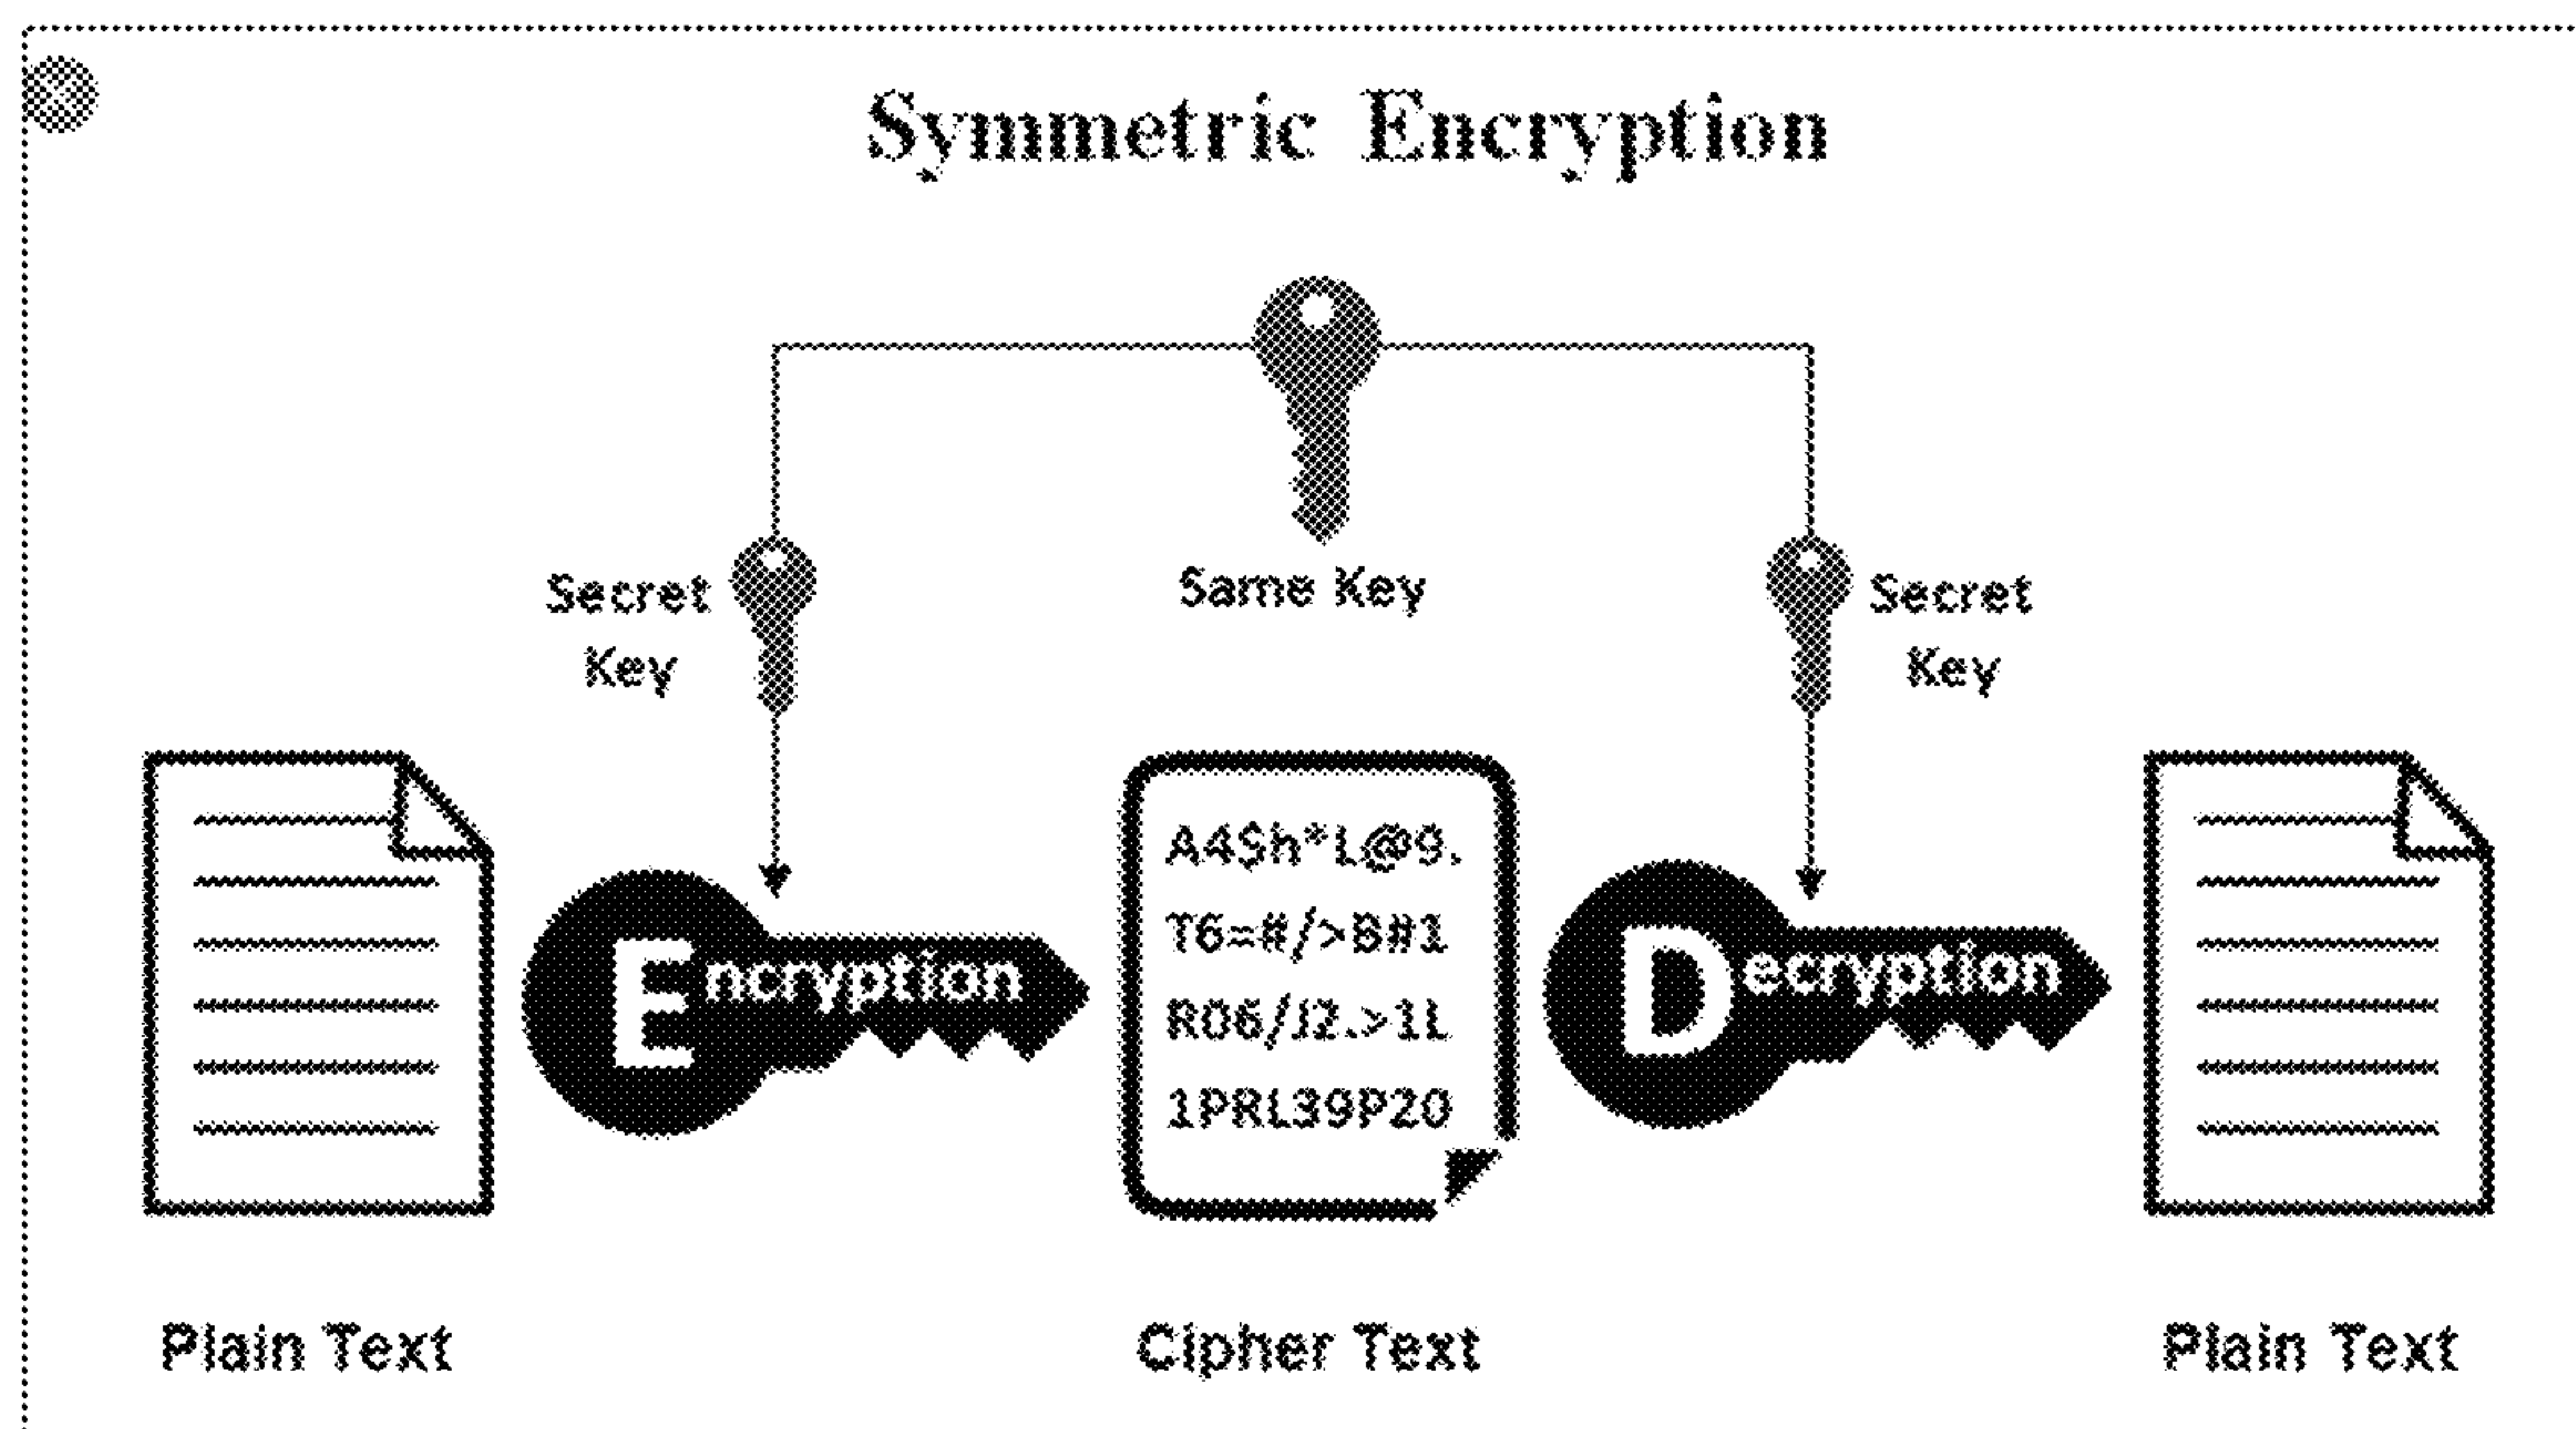 Symmetric Encryption
Same Key
Secret
Key
Secret
Key
A4$h*L@9.
T6=#/>B#1
R06/J2.>1L
1PRL39P20
Encryption
Decryption
Plain Text
Cipher Text
Plain Text